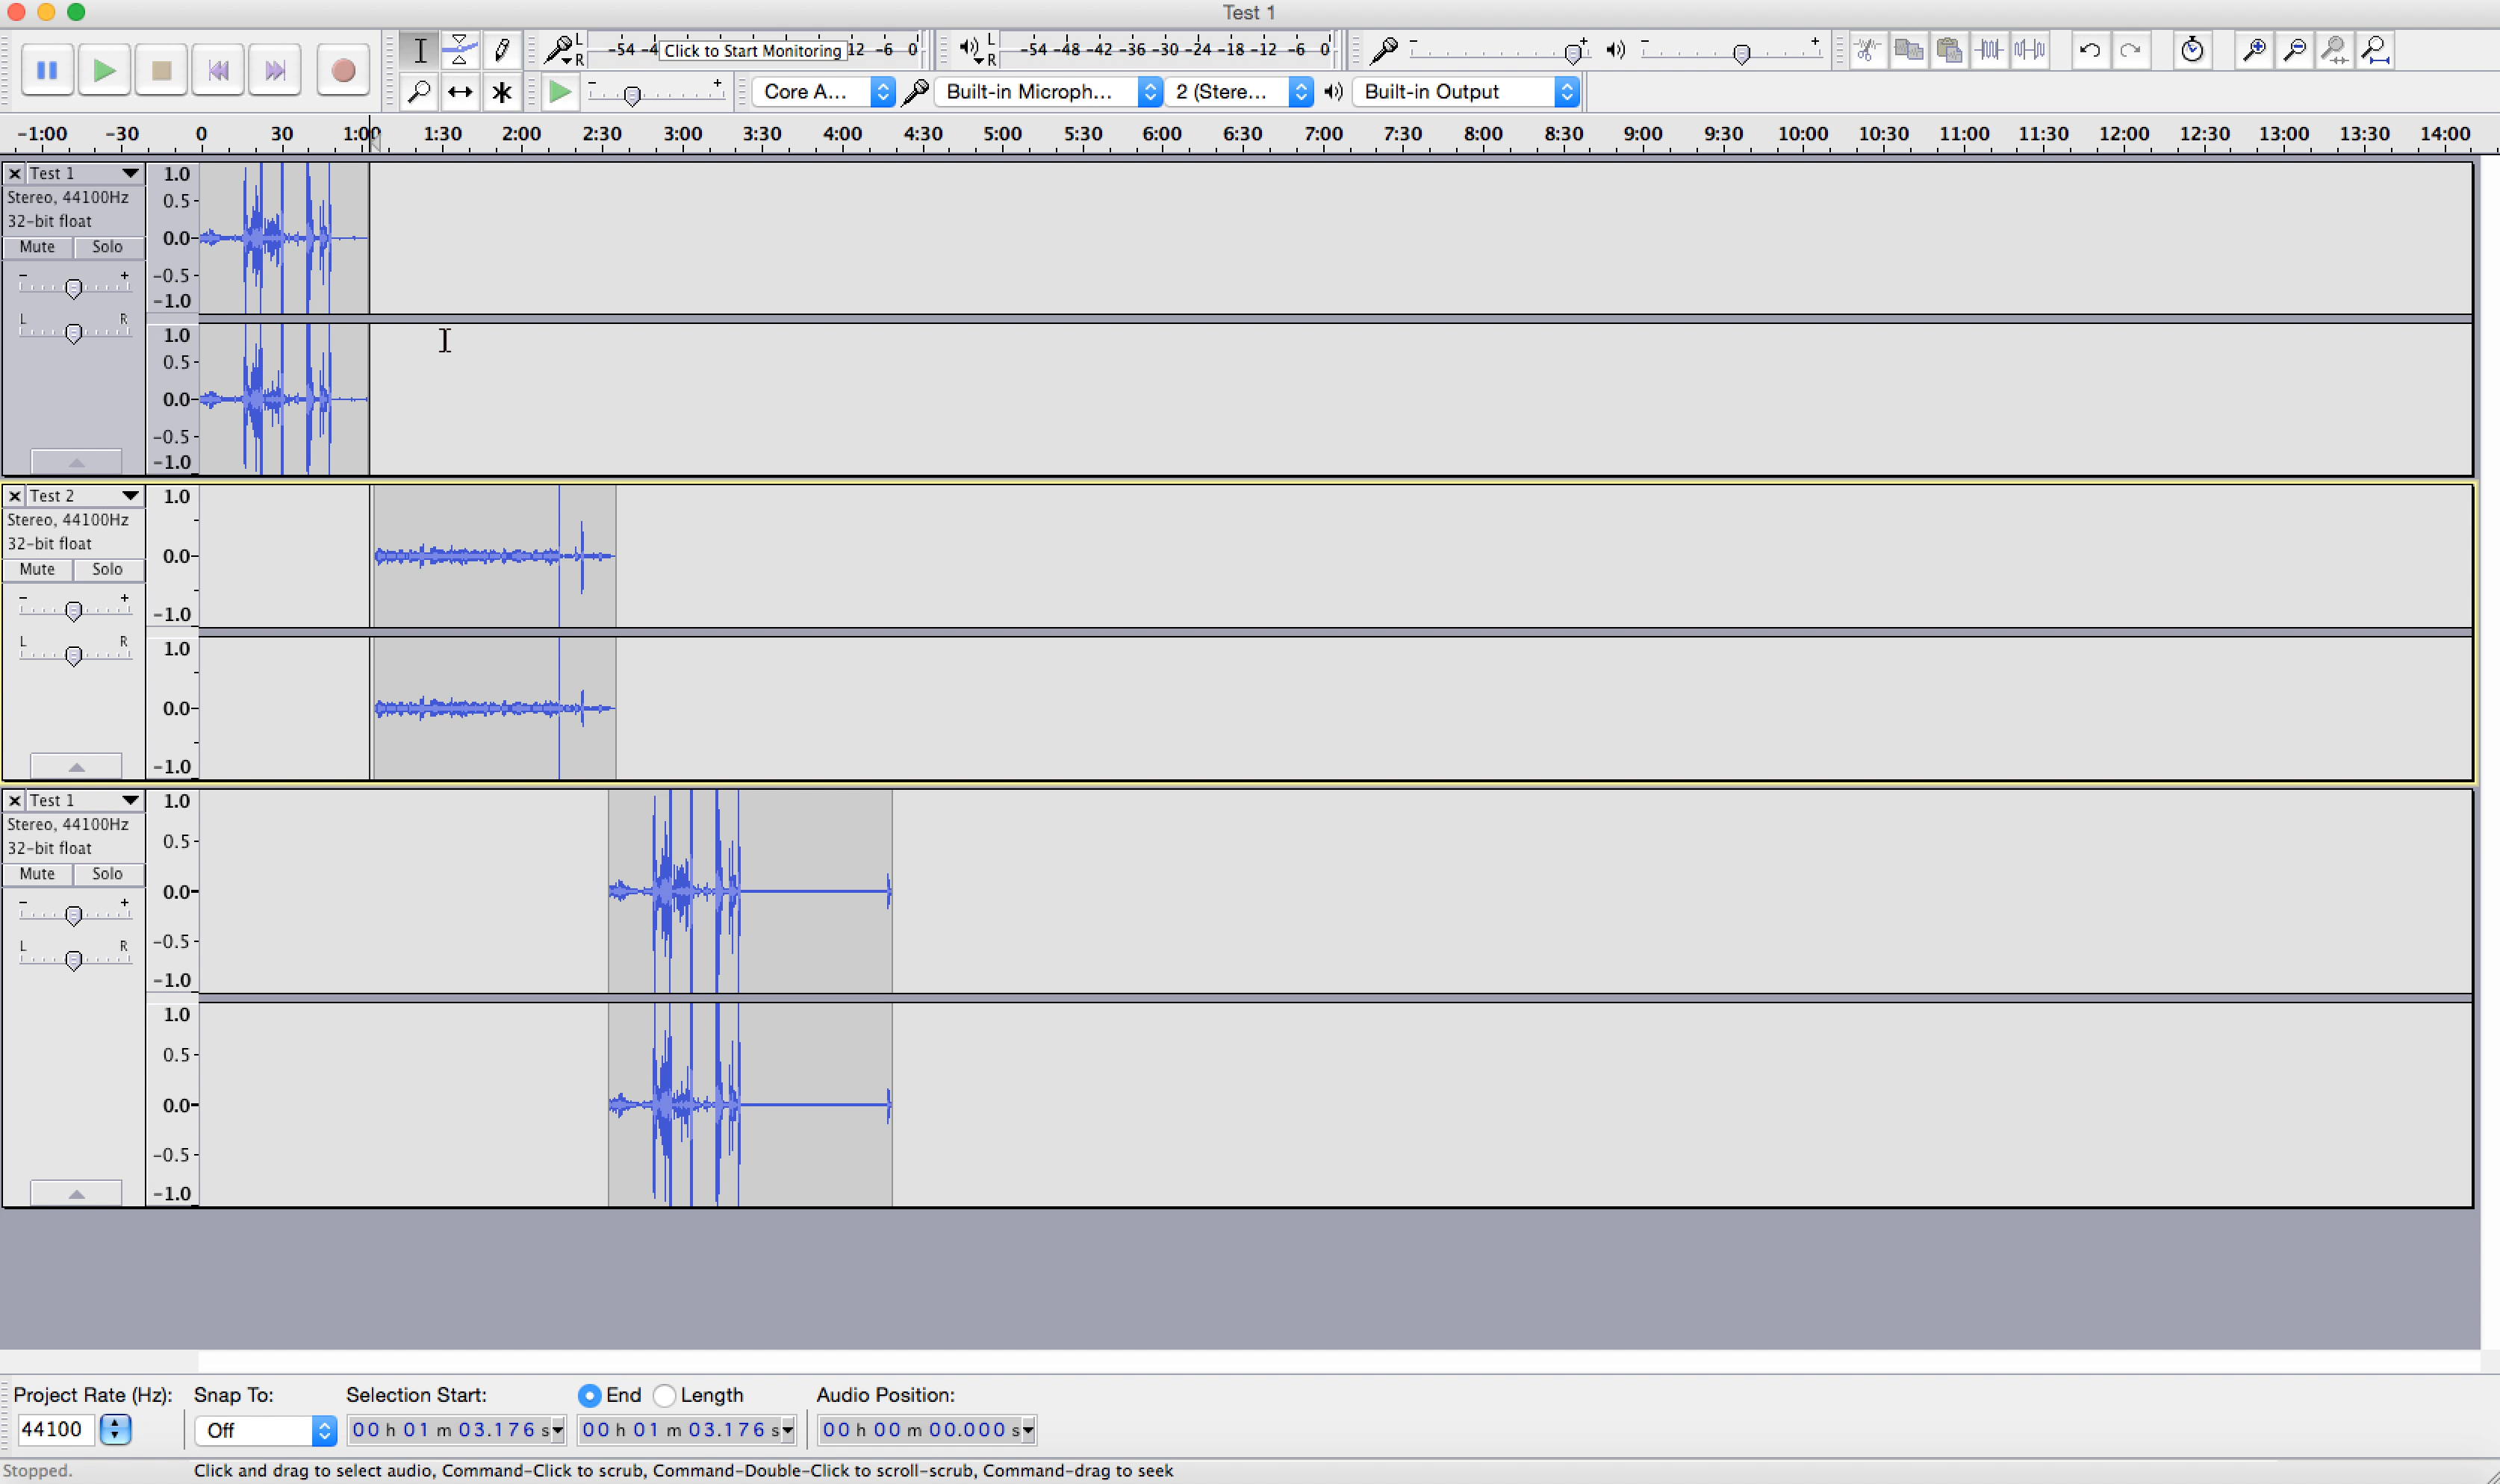 Test 1
L
R
-54 -4 Click to Start Monitoring 12 -6 0
L
R
-54 -48 -42 -36 -30 -24 -18 -12 -6 0
- +
- +
- +
Core A... Built-in Microph... 2 (Stere... Built-in Output
-1:00 -30 0 30 1:00 1:30 2:00 2:30 3:00 3:30 4:00 4:30 5:00 5:30 6:00 6:30 7:00 7:30 8:00 8:30 9:00 9:30 10:00 10:30 11:00 11:30 12:00 12:30 13:00 13:30 14:00
Test 1
Stereo, 44100Hz
32-bit float
Mute Solo
- +
L R
1.0
0.5
0.0
-0.5
-1.0
1.0
0.5
0.0
-0.5
-1.0
Test 2
Stereo, 44100Hz
32-bit float
Mute Solo
- +
L R
1.0
0.0
-1.0
1.0
0.0
-1.0
Test 1
Stereo, 44100Hz
32-bit float
Mute Solo
- +
L R
1.0
0.5
0.0
-0.5
-1.0
1.0
0.5
0.0
-0.5
-1.0
Project Rate (Hz): Snap To: Selection Start: End Length Audio Position:
44100 Off 00 h 01 m 03.176 s 00 h 01 m 03.176 s 00 h 00 m 00.000 s
Stopped. Click and drag to select audio, Command-Click to scrub, Command-Double-Click to scroll-scrub, Command-drag to seek